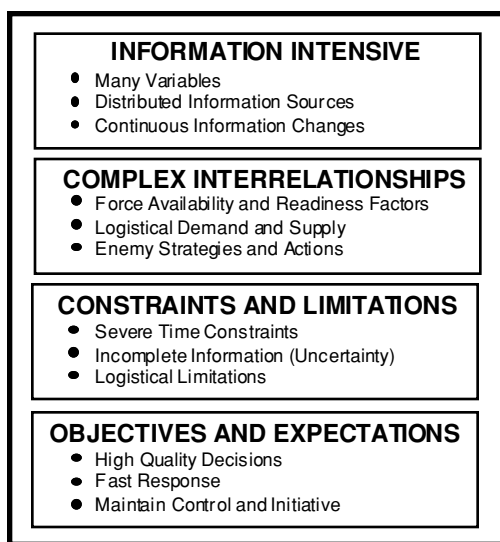 INFORMATION INTENSIVE
● Many Variables
● Distributed Information Sources
● Continuous Information Changes
COMPLEX INTERRELATIONSHIPS
● Force Availability and Readiness Factors
● Logistical Demand and Supply
● Enemy Strategies and Actions
CONSTRAINTS AND LIMITATIONS
● Severe Time Constraints
● Incomplete Information (Uncertainty)
● Logistical Limitations
OBJECTIVES AND EXPECTATIONS
● High Quality Decisions
● Fast Response
● Maintain Control and Initiative